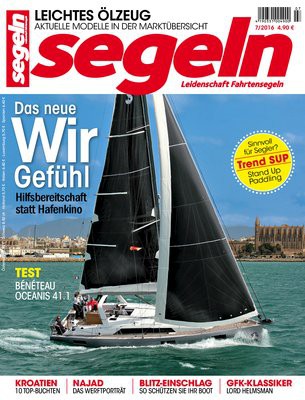 LEICHTES ÖLZEUG
AKTUELLE MODELLE IN DER MARKTÜBERSICHT
segeln
segeln
7/2016 4,90 €
Leidenschaft Fahrtensegeln
Das neue
Wir
Gefühl
Hilfsbereitschaft
statt Hafenkino
Sinnvoll
für Segler?
Trend SUP
Stand Up
Paddling
TEST
BÉNÉTEAU
OCEANIS 41.1
KROATIEN
10 TOP-BUCHTEN
NAJAD
DAS WERFTPORTRÄT
BLITZ-EINSCHLAG
SO SCHÜTZEN SIE IHR BOOT
GFK-KLASSIKER
LORD HELMSMAN